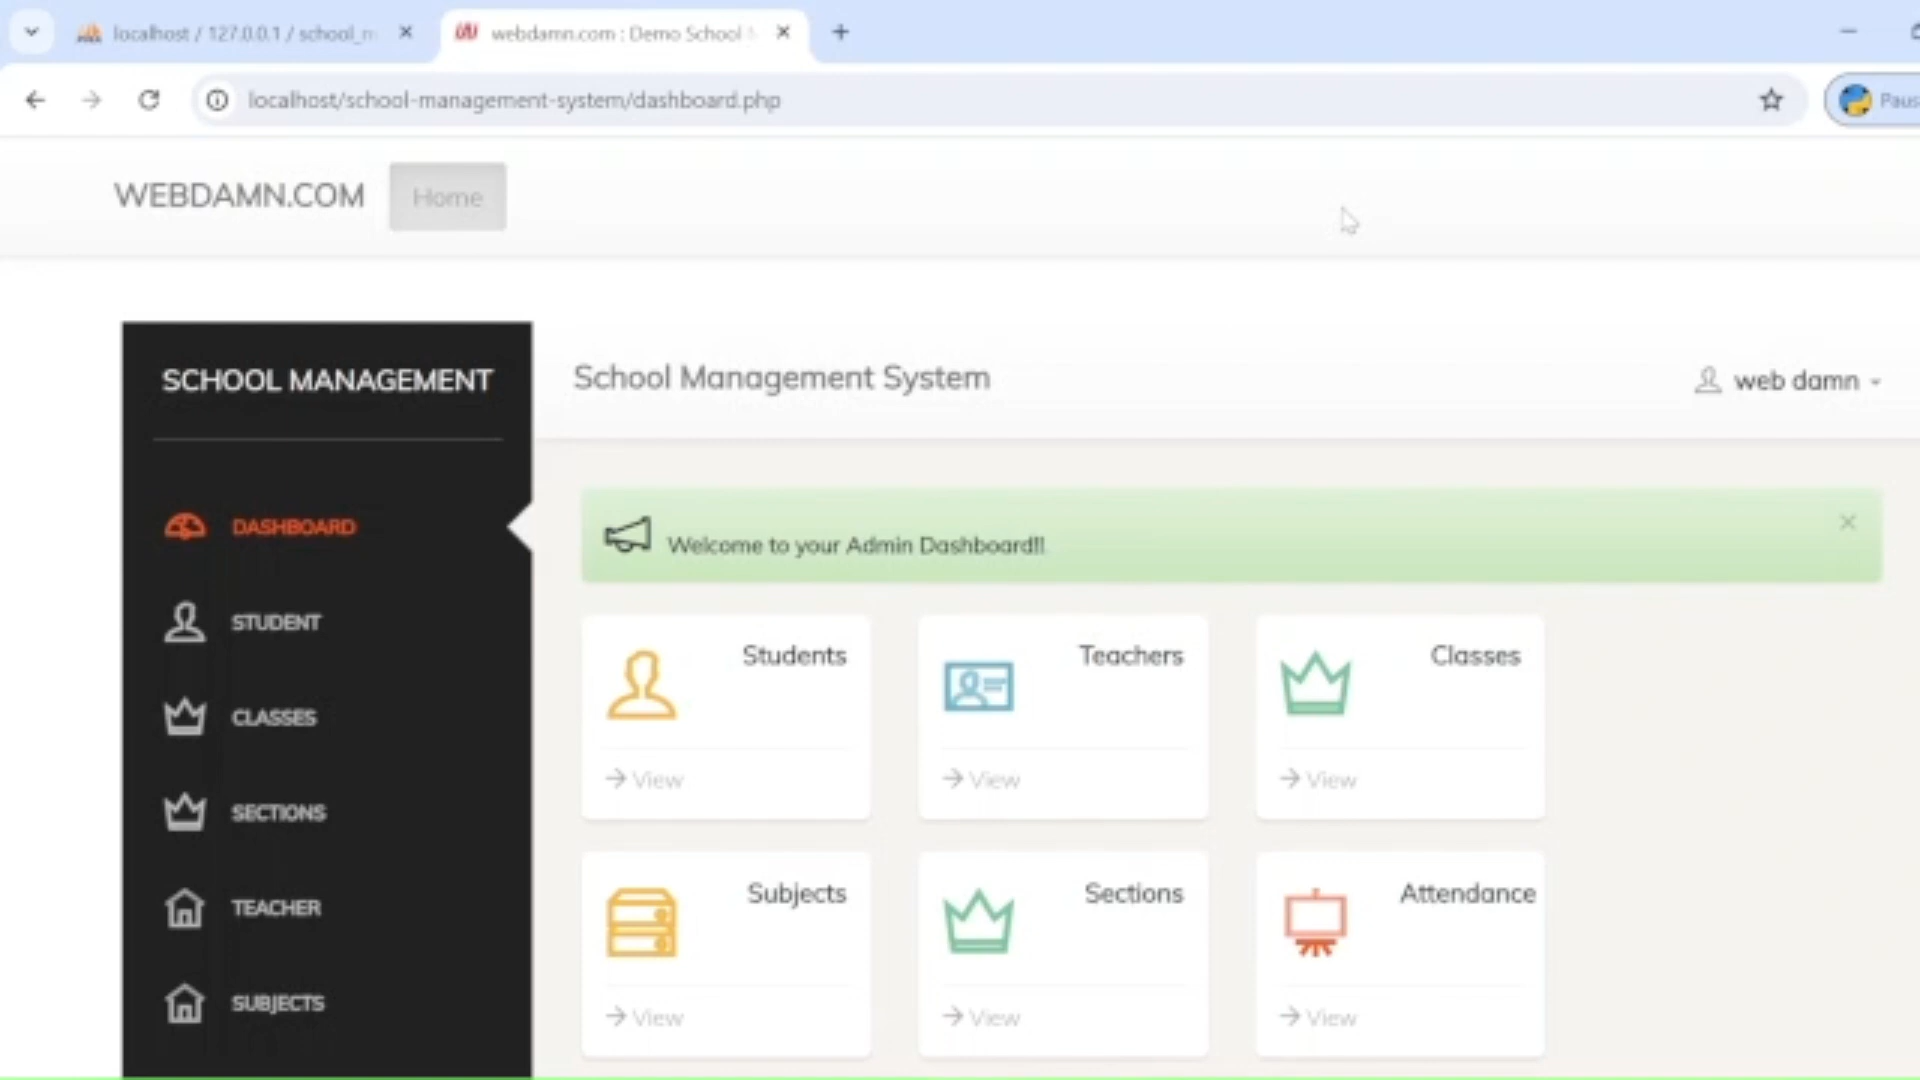 localhost / 127.0.0.1 / school_m
webdamn.com : Demo School
localhost/school-management-system/dashboard.php
Paus
WEBDAMN.COM
Home
SCHOOL MANAGEMENT
School Management System
web damn
DASHBOARD
Welcome to your Admin Dashboard!!
STUDENT
CLASSES
SECTIONS
TEACHER
SUBJECTS
Students
View
Teachers
View
Classes
View
Subjects
View
Sections
View
Attendance
View